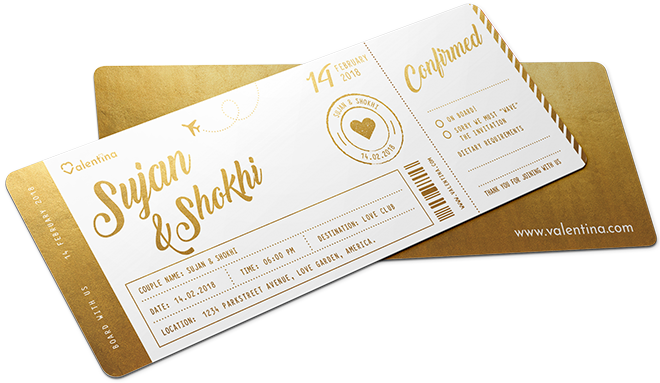 14 FEBRUARY 2018
BOARD WITH US
Valentina
Sujan
& Shokhi
14
FEBRUARY
2018
SUJAN & SHOKHI
14.02.2018
COUPLE NAME: SUJAN & SHOKHI
DATE: 14.02.2018
TIME: 06:00 PM
DESTINATION: LOVE CLUB
LOCATION: 1234 PARKSTREET AVENUE, LOVE GARDEN, AMERICA.
WWW.VALENTINA.COM
Confirmed
ON BOARD!
SORRY WE MUST "WAVE"
THE INVITATION
DIETARY REQUIREMENTS
THANK YOU FOR JOINING WITH US
www.valentina.com